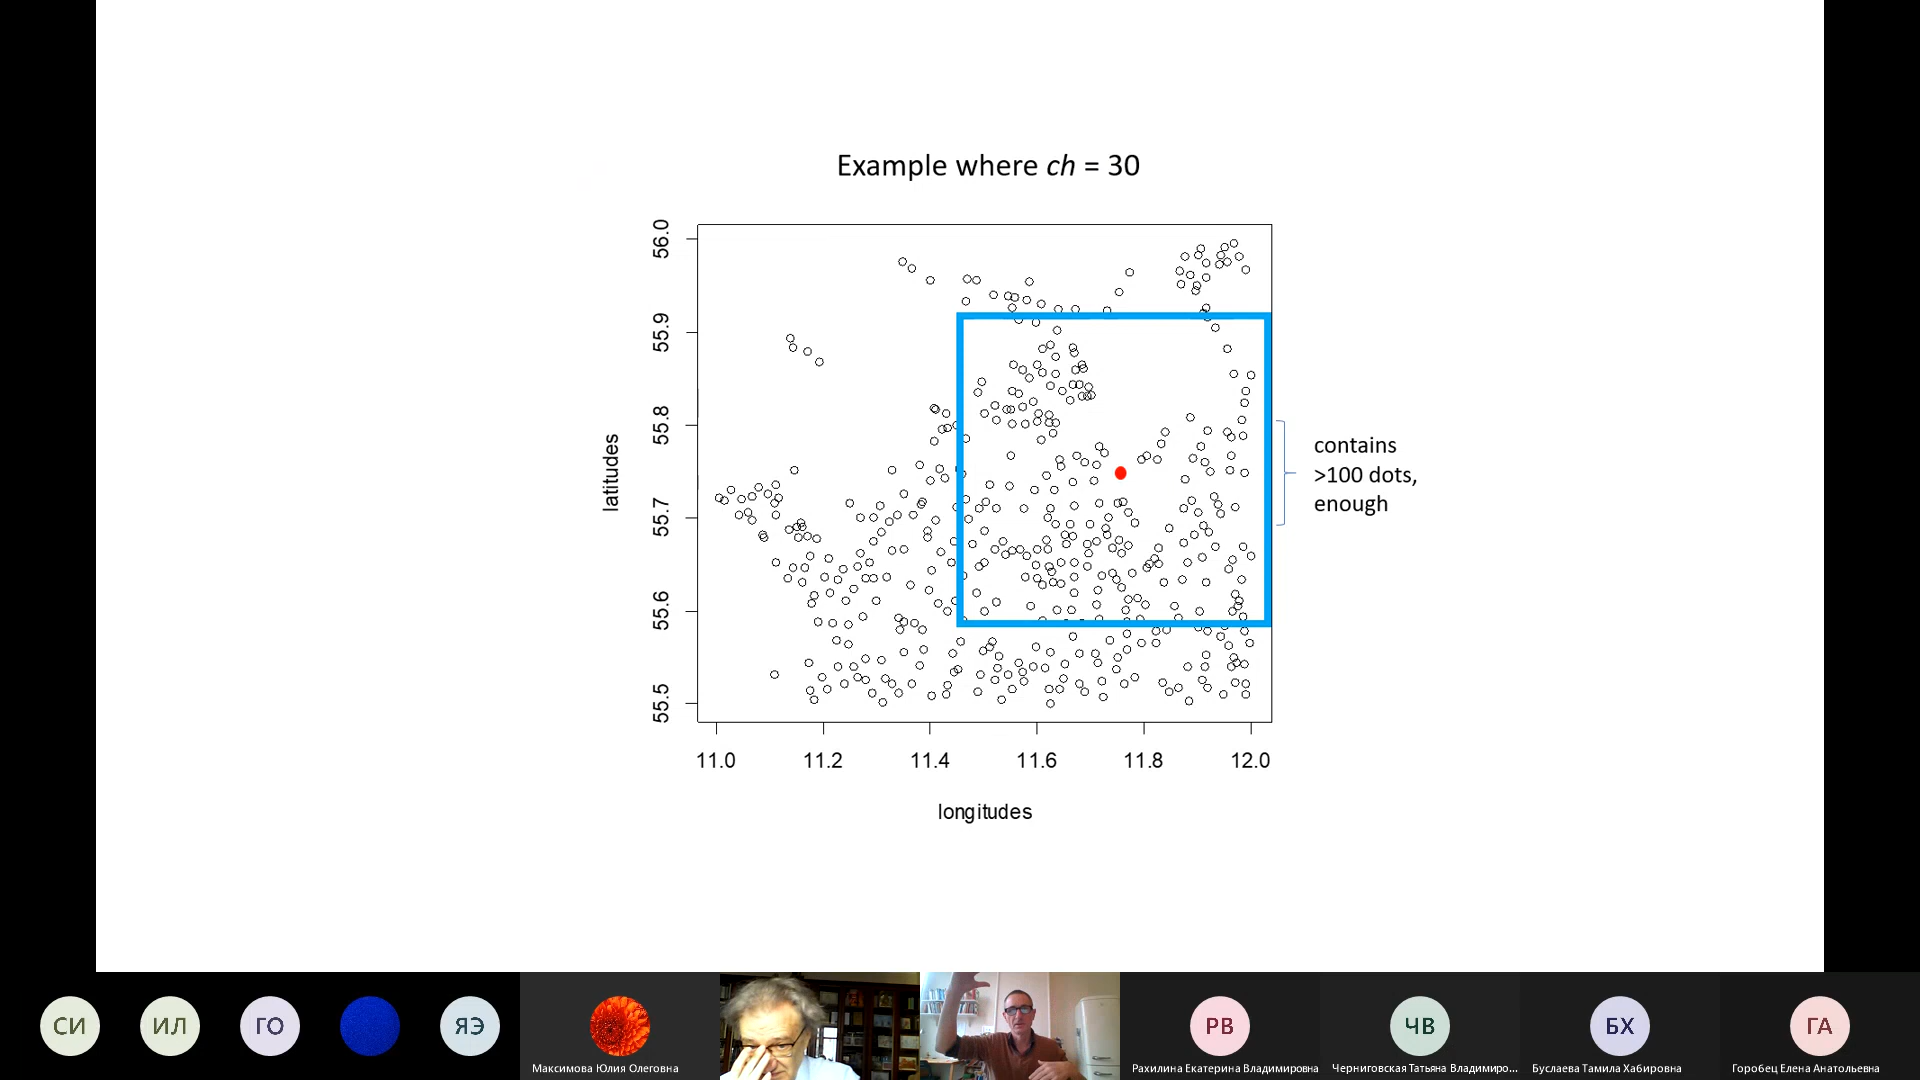 Example where ch = 30
56.0
55.9
55.8
55.7
55.6
55.5
latitudes
contains
>100 dots,
enough
11.0 11.2 11.4 11.6 11.8 12.0
longitudes
СИ ИЛ ГО ЯЭ РВ ЧВ БХ ГА
Максимова Юлия Олеговна Рахилина Екатерина Владимировна Черниговская Татьяна Владимиро... Буслаева Тамила Хабировна Горобец Елена Анатольевна